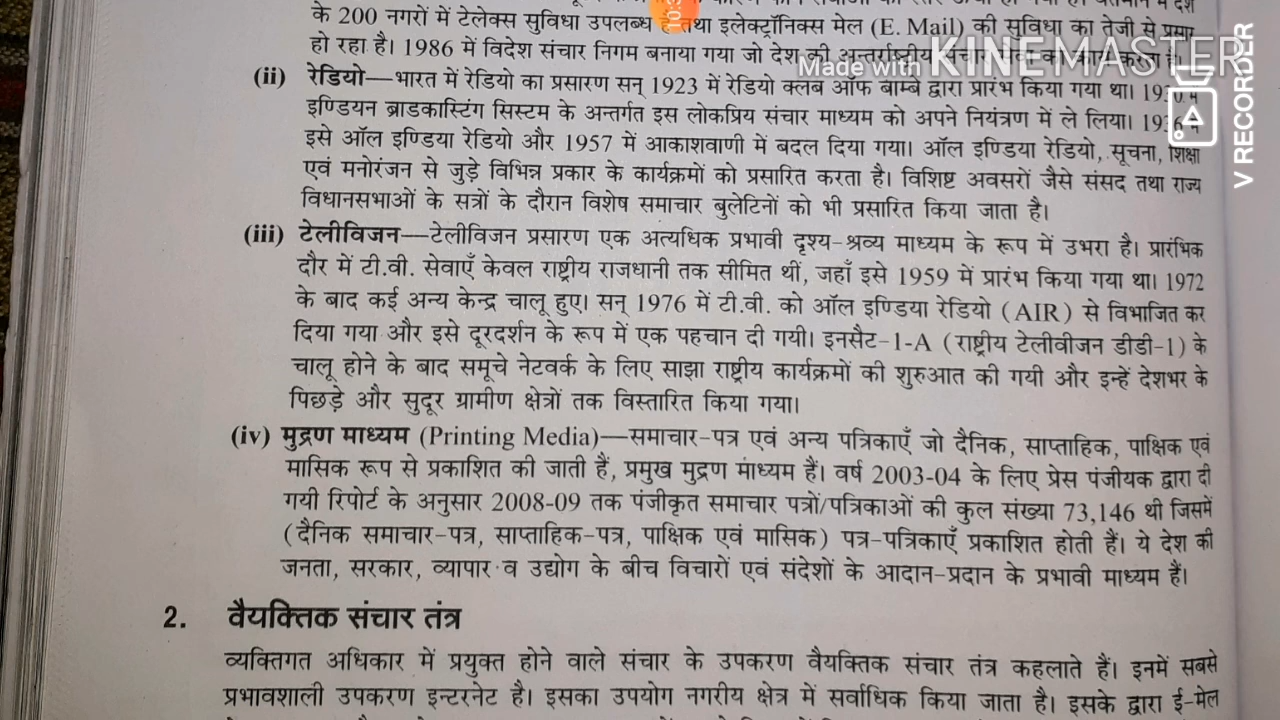 के 200 नगरों में टेलेक्स सुविधा उपलब्ध है तथा इलेक्ट्रॉनिक्स मेल (E. Mail) की सुविधा का तेजी से प्रसार
हो रहा है। 1986 में विदेश संचार निगम बनाया गया जो देश की अन्तर्राष्ट्रीय संचार
Made with KINEMASTER
V RECORDER
(ii) रेडियो—भारत में रेडियो का प्रसारण सन् 1923 में रेडियो क्लब ऑफ बाम्बे द्वारा प्रारंभ किया गया था।
इण्डियन ब्राडकास्टिंग सिस्टम के अन्तर्गत इस लोकप्रिय संचार माध्यम को अपने नियंत्रण में ले लिया।
इसे ऑल इण्डिया रेडियो और 1957 में आकाशवाणी में बदल दिया गया। ऑल इण्डिया रेडियो, सूचना, शिक्षा
एवं मनोरंजन से जुड़े विभिन्न प्रकार के कार्यक्रमों को प्रसारित करता है। विशिष्ट अवसरों जैसे संसद तथा राज्य
विधानसभाओं के सत्रों के दौरान विशेष समाचार बुलेटिनों को भी प्रसारित किया जाता है।
(iii) टेलीविजन—टेलीविजन प्रसारण एक अत्यधिक प्रभावी दृश्य-श्रव्य माध्यम के रूप में उभरा है। प्रारंभिक
दौर में टी.वी. सेवाएँ केवल राष्ट्रीय राजधानी तक सीमित थीं, जहाँ इसे 1959 में प्रारंभ किया गया था। 1972
के बाद कई अन्य केन्द्र चालू हुए। सन् 1976 में टी.वी. को ऑल इण्डिया रेडियो (AIR) से विभाजित कर
दिया गया और इसे दूरदर्शन के रूप में एक पहचान दी गयी। इनसैट-1-A (राष्ट्रीय टेलीवीजन डीडी-1) के
चालू होने के बाद समूचे नेटवर्क के लिए साझा राष्ट्रीय कार्यक्रमों की शुरुआत की गयी और इन्हें देशभर के
पिछड़े और सुदूर ग्रामीण क्षेत्रों तक विस्तारित किया गया।
(iv) मुद्रण माध्यम (Printing Media)—समाचार-पत्र एवं अन्य पत्रिकाएँ जो दैनिक, साप्ताहिक, पाक्षिक एवं
मासिक रूप से प्रकाशित की जाती हैं, प्रमुख मुद्रण माध्यम हैं। वर्ष 2003-04 के लिए प्रेस पंजीयक द्वारा दी
गयी रिपोर्ट के अनुसार 2008-09 तक पंजीकृत समाचार पत्रों/पत्रिकाओं की कुल संख्या 73,146 थी जिसमें
(दैनिक समाचार-पत्र, साप्ताहिक-पत्र, पाक्षिक एवं मासिक) पत्र-पत्रिकाएँ प्रकाशित होती हैं। ये देश की
जनता, सरकार, व्यापार व उद्योग के बीच विचारों एवं संदेशों के आदान-प्रदान के प्रभावी माध्यम हैं।
2. वैयक्तिक संचार तंत्र
व्यक्तिगत अधिकार में प्रयुक्त होने वाले संचार के उपकरण वैयक्तिक संचार तंत्र कहलाते हैं। इनमें सबसे
प्रभावशाली उपकरण इन्टरनेट है। इसका उपयोग नगरीय क्षेत्र में सर्वाधिक किया जाता है। इसके द्वारा ई-मेल